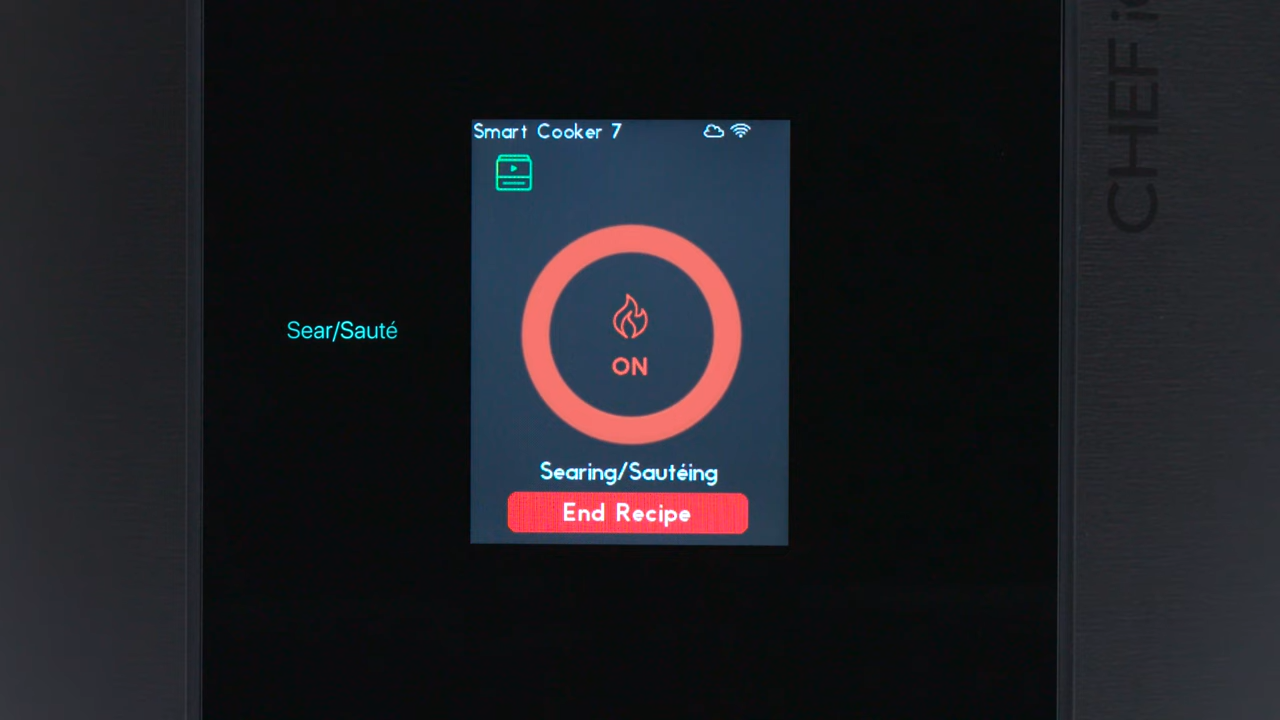 Smart Cooker 7
Sear/Sauté
ON
Searing/Sautéing
End Recipe
CHEF